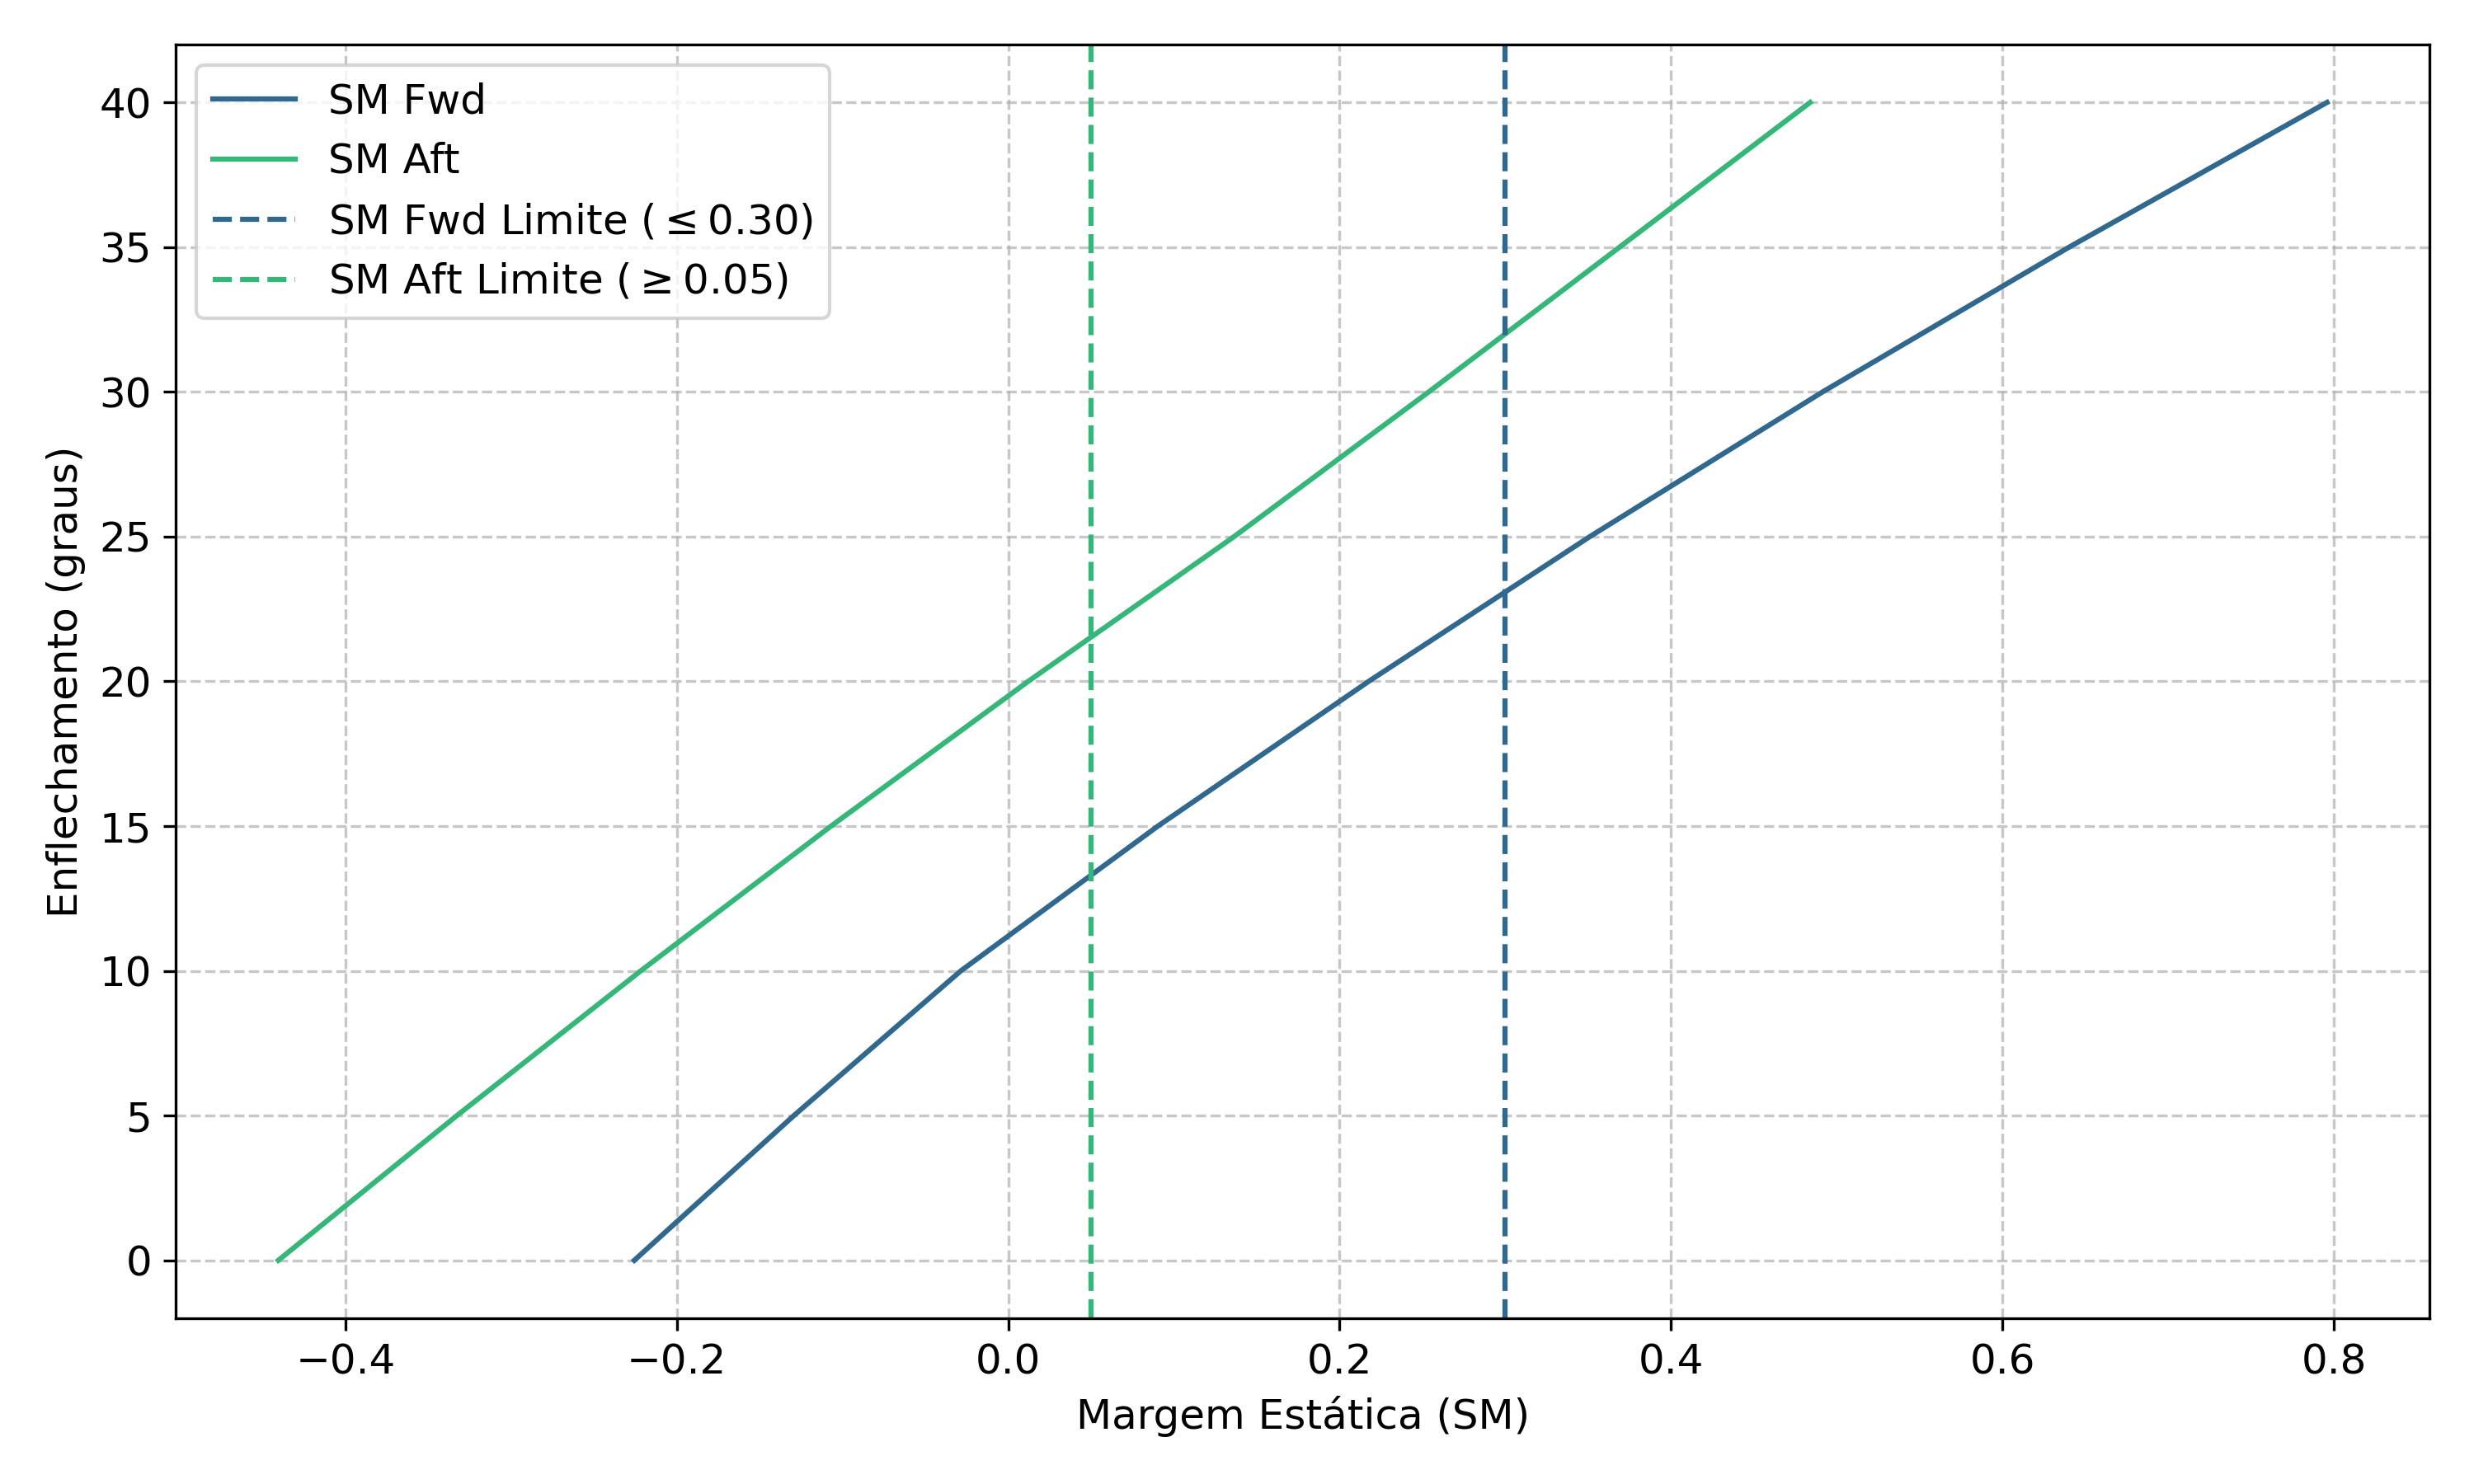 SM Fwd
SM Aft
SM Fwd Limite ( ≤ 0.30)
SM Aft Limite ( ≥ 0.05)
40
35
30
25
20
15
10
5
0
Enflechamento (graus)
−0.4 −0.2 0.0 0.2 0.4 0.6 0.8
Margem Estática (SM)